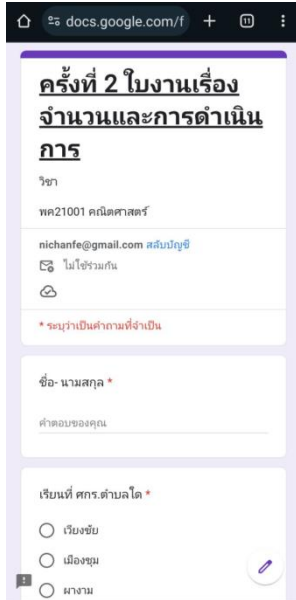 docs.google.com/f
11
ครั้งที่ 2 ใบงานเรื่อง
จำนวนและการดำเนิน
การ
วิชา
พค21001 คณิตศาสตร์
nichanfe@gmail.com สลับบัญชี
ไม่ใช้ร่วมกัน
* ระบุว่าเป็นคำถามที่จำเป็น
ชื่อ- นามสกุล *
คำตอบของคุณ
เรียนที่ ศกร.ตำบลใด *
เวียงชัย
เมืองชุม
ผางาม